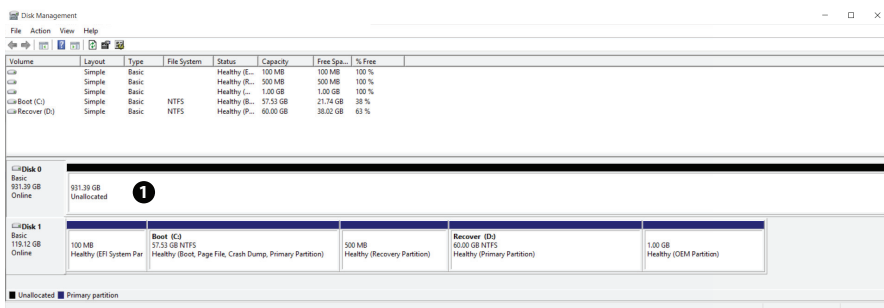 Disk Management
File Action View Help
Volume Layout Type File System Status Capacity Free Spa... % Free
Simple Basic Healthy (E... 100 MB 100 MB 100 %
Simple Basic Healthy (R... 500 MB 500 MB 100 %
Simple Basic Healthy (... 1.00 GB 1.00 GB 100 %
Boot (C:) Simple Basic NTFS Healthy (B... 57.53 GB 21.74 GB 38 %
Recover (D:) Simple Basic NTFS Healthy (P... 60.00 GB 38.02 GB 63 %
Disk 0
Basic
931.39 GB
Online
931.39 GB
Unallocated
1
Disk 1
Basic
119.12 GB
Online
100 MB
Healthy (EFI System Par
Boot (C:)
57.53 GB NTFS
Healthy (Boot, Page File, Crash Dump, Primary Partition)
500 MB
Healthy (Recovery Partition)
Recover (D:)
60.00 GB NTFS
Healthy (Primary Partition)
1.00 GB
Healthy (OEM Partition)
Unallocated Primary partition